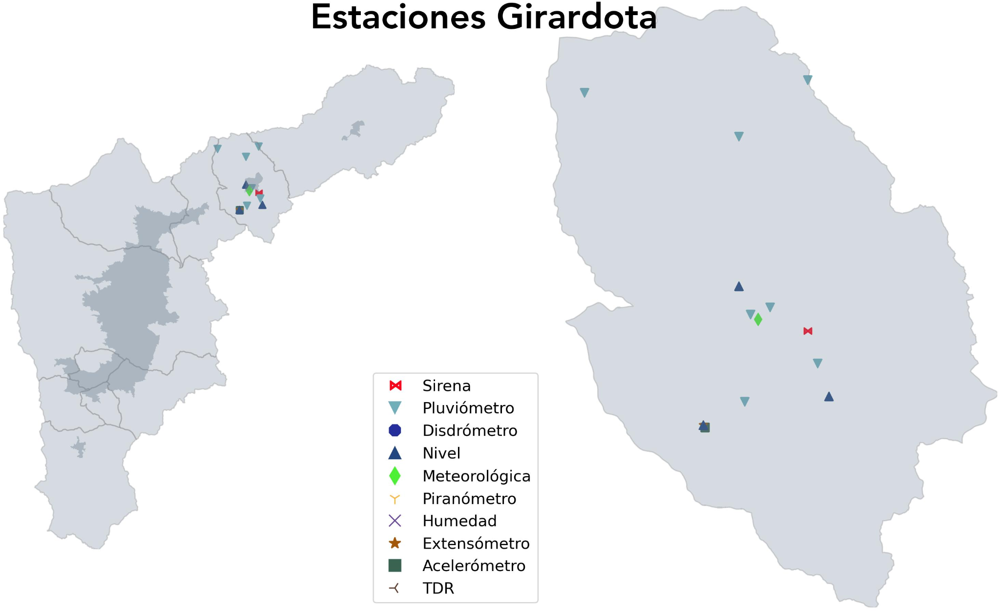 Estaciones Girardota
Sirena
Pluviómetro
Disdrómetro
Nivel
Meteorológica
Piranómetro
Humedad
Extensómetro
Acelerómetro
TDR